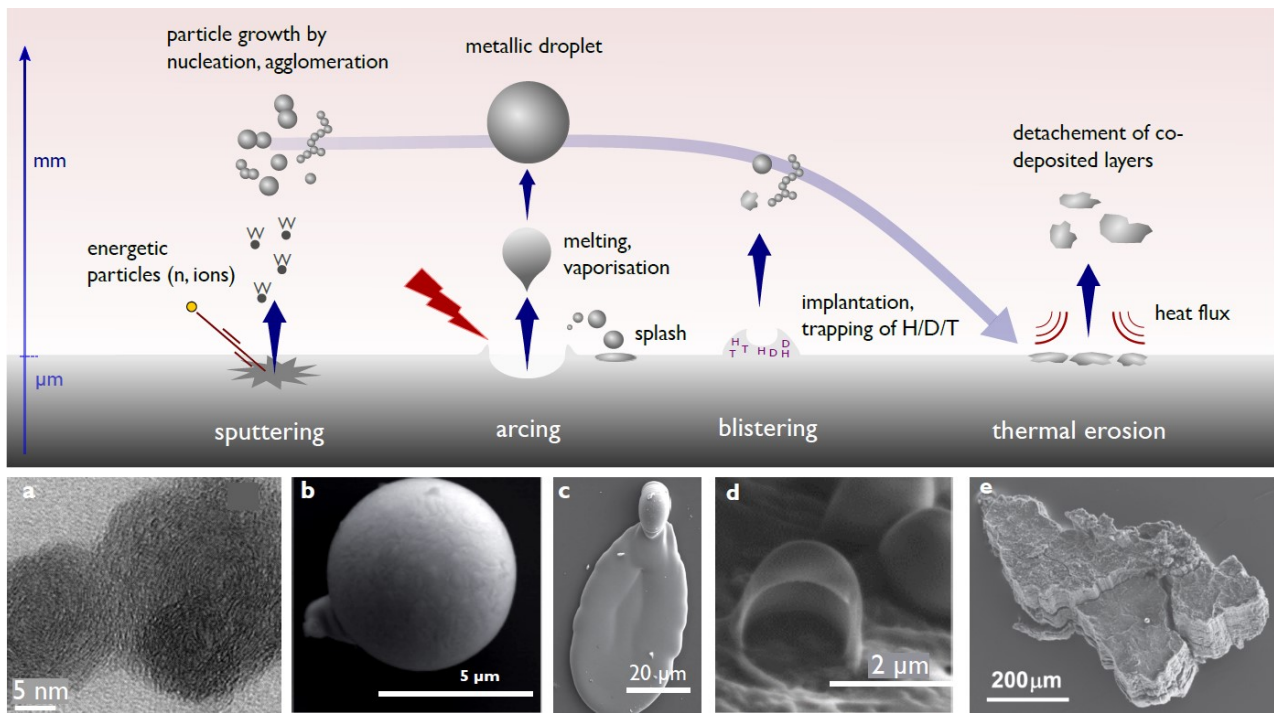 particle growth by
nucleation, agglomeration
metallic droplet
detachement of co-
deposited layers
mm
energetic
particles (n, ions)
W
W
W
W
melting,
vaporisation
splash
implantation,
trapping of H/D/T
heat flux
H D
T T H D H
µm
sputtering
arcing
blistering
thermal erosion
a
5 nm
b
5 µm
c
20 µm
d
2 µm
e
200µm